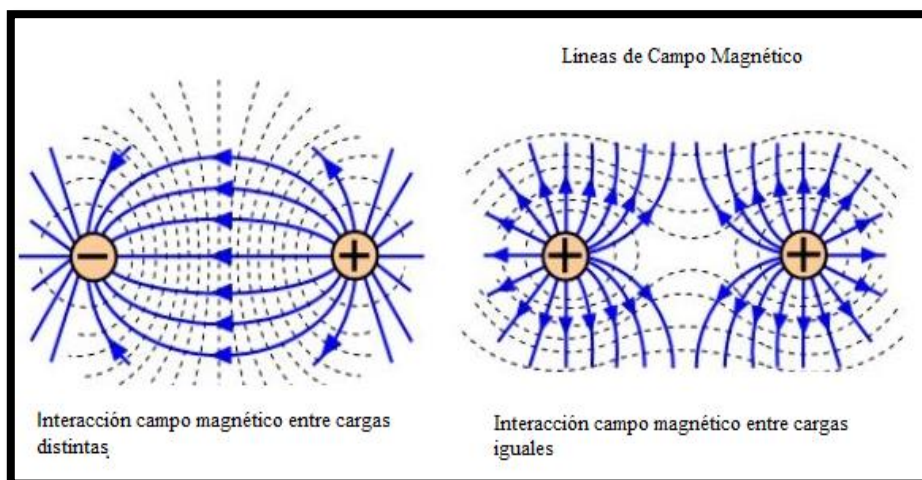 Líneas de Campo Magnético
−
+
+
+
Interacción campo magnético entre cargas
distintas
Interacción campo magnético entre cargas
iguales